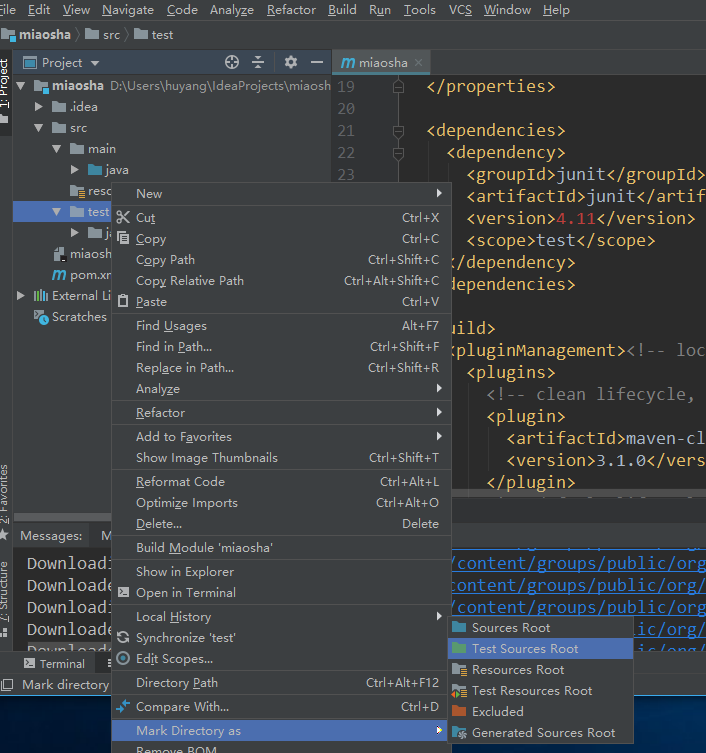 File Edit View Navigate Code Analyze Refactor Build Run Tools VCS Window Help
miaosha src test
1: Project
Project
miaosha D:\Users\huyang\IdeaProjects\miaosh
.idea
src
main
java
resc
test
ja
miaosh
pom.xm
External Li
Scratches
2: Favorites
7: Structure
miaosha
19 </properties>
20
21 <dependencies>
22 <dependency>
23 <groupId>junit</groupId>
<artifactId>junit</artif
<version>4.11</version>
<scope>test</scope>
/dependency>
dependencies>
uild>
<pluginManagement><!-- loc
<plugins>
<!-- clean lifecycle,
<plugin>
<artifactId>maven-cl
<version>3.1.0</vers
</plugin>
New
Cut Ctrl+X
Copy Ctrl+C
Copy Path Ctrl+Shift+C
Copy Relative Path Ctrl+Alt+Shift+C
Paste Ctrl+V
Find Usages Alt+F7
Find in Path... Ctrl+Shift+F
Replace in Path... Ctrl+Shift+R
Analyze
Refactor
Add to Favorites
Show Image Thumbnails Ctrl+Shift+T
Reformat Code Ctrl+Alt+L
Optimize Imports Ctrl+Alt+O
Delete... Delete
Build Module 'miaosha'
Show in Explorer
Open in Terminal
Local History
Synchronize 'test'
Edit Scopes...
Directory Path Ctrl+Alt+F12
Compare With... Ctrl+D
Mark Directory as
Remove BOM
Sources Root
Test Sources Root
Resources Root
Test Resources Root
Excluded
Generated Sources Root
Messages: M
Downloadi /content/groups/public/org
Downloade content/groups/public/org/
Downloadi /content/groups/public/org
Downloade lic/org/
Downloadi
Terminal
Mark directory